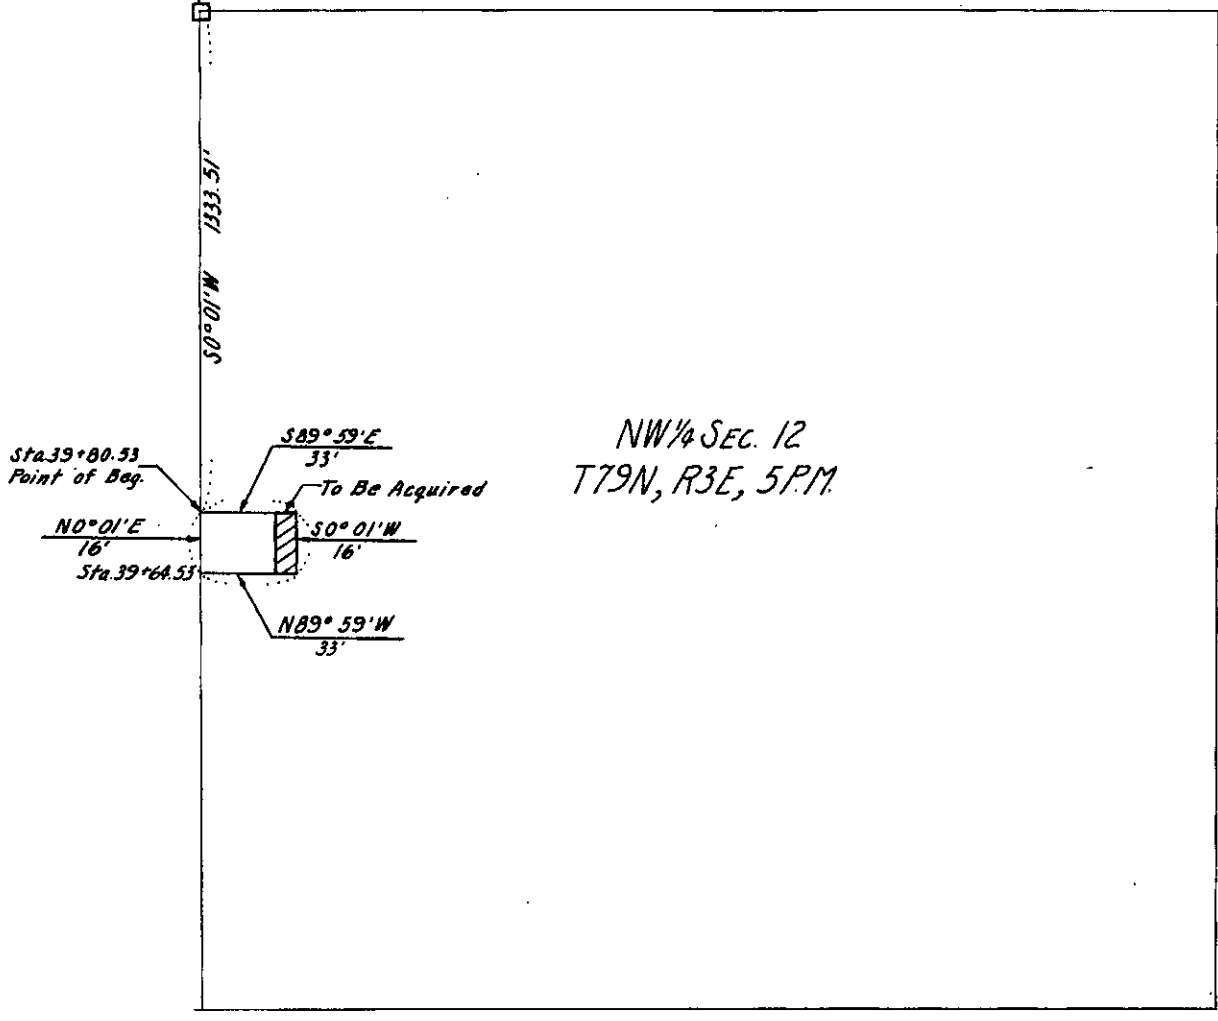 S0°01'W 1333.51'
Sta.39+80.53
Point of Beg.
S89°59'E
33'
To Be Acquired
N0°01'E
16'
S0°01'W
16'
Sta.39+64.53
N89°59'W
33'
NW¼ SEC. 12
T79N, R3E, 5P.M.